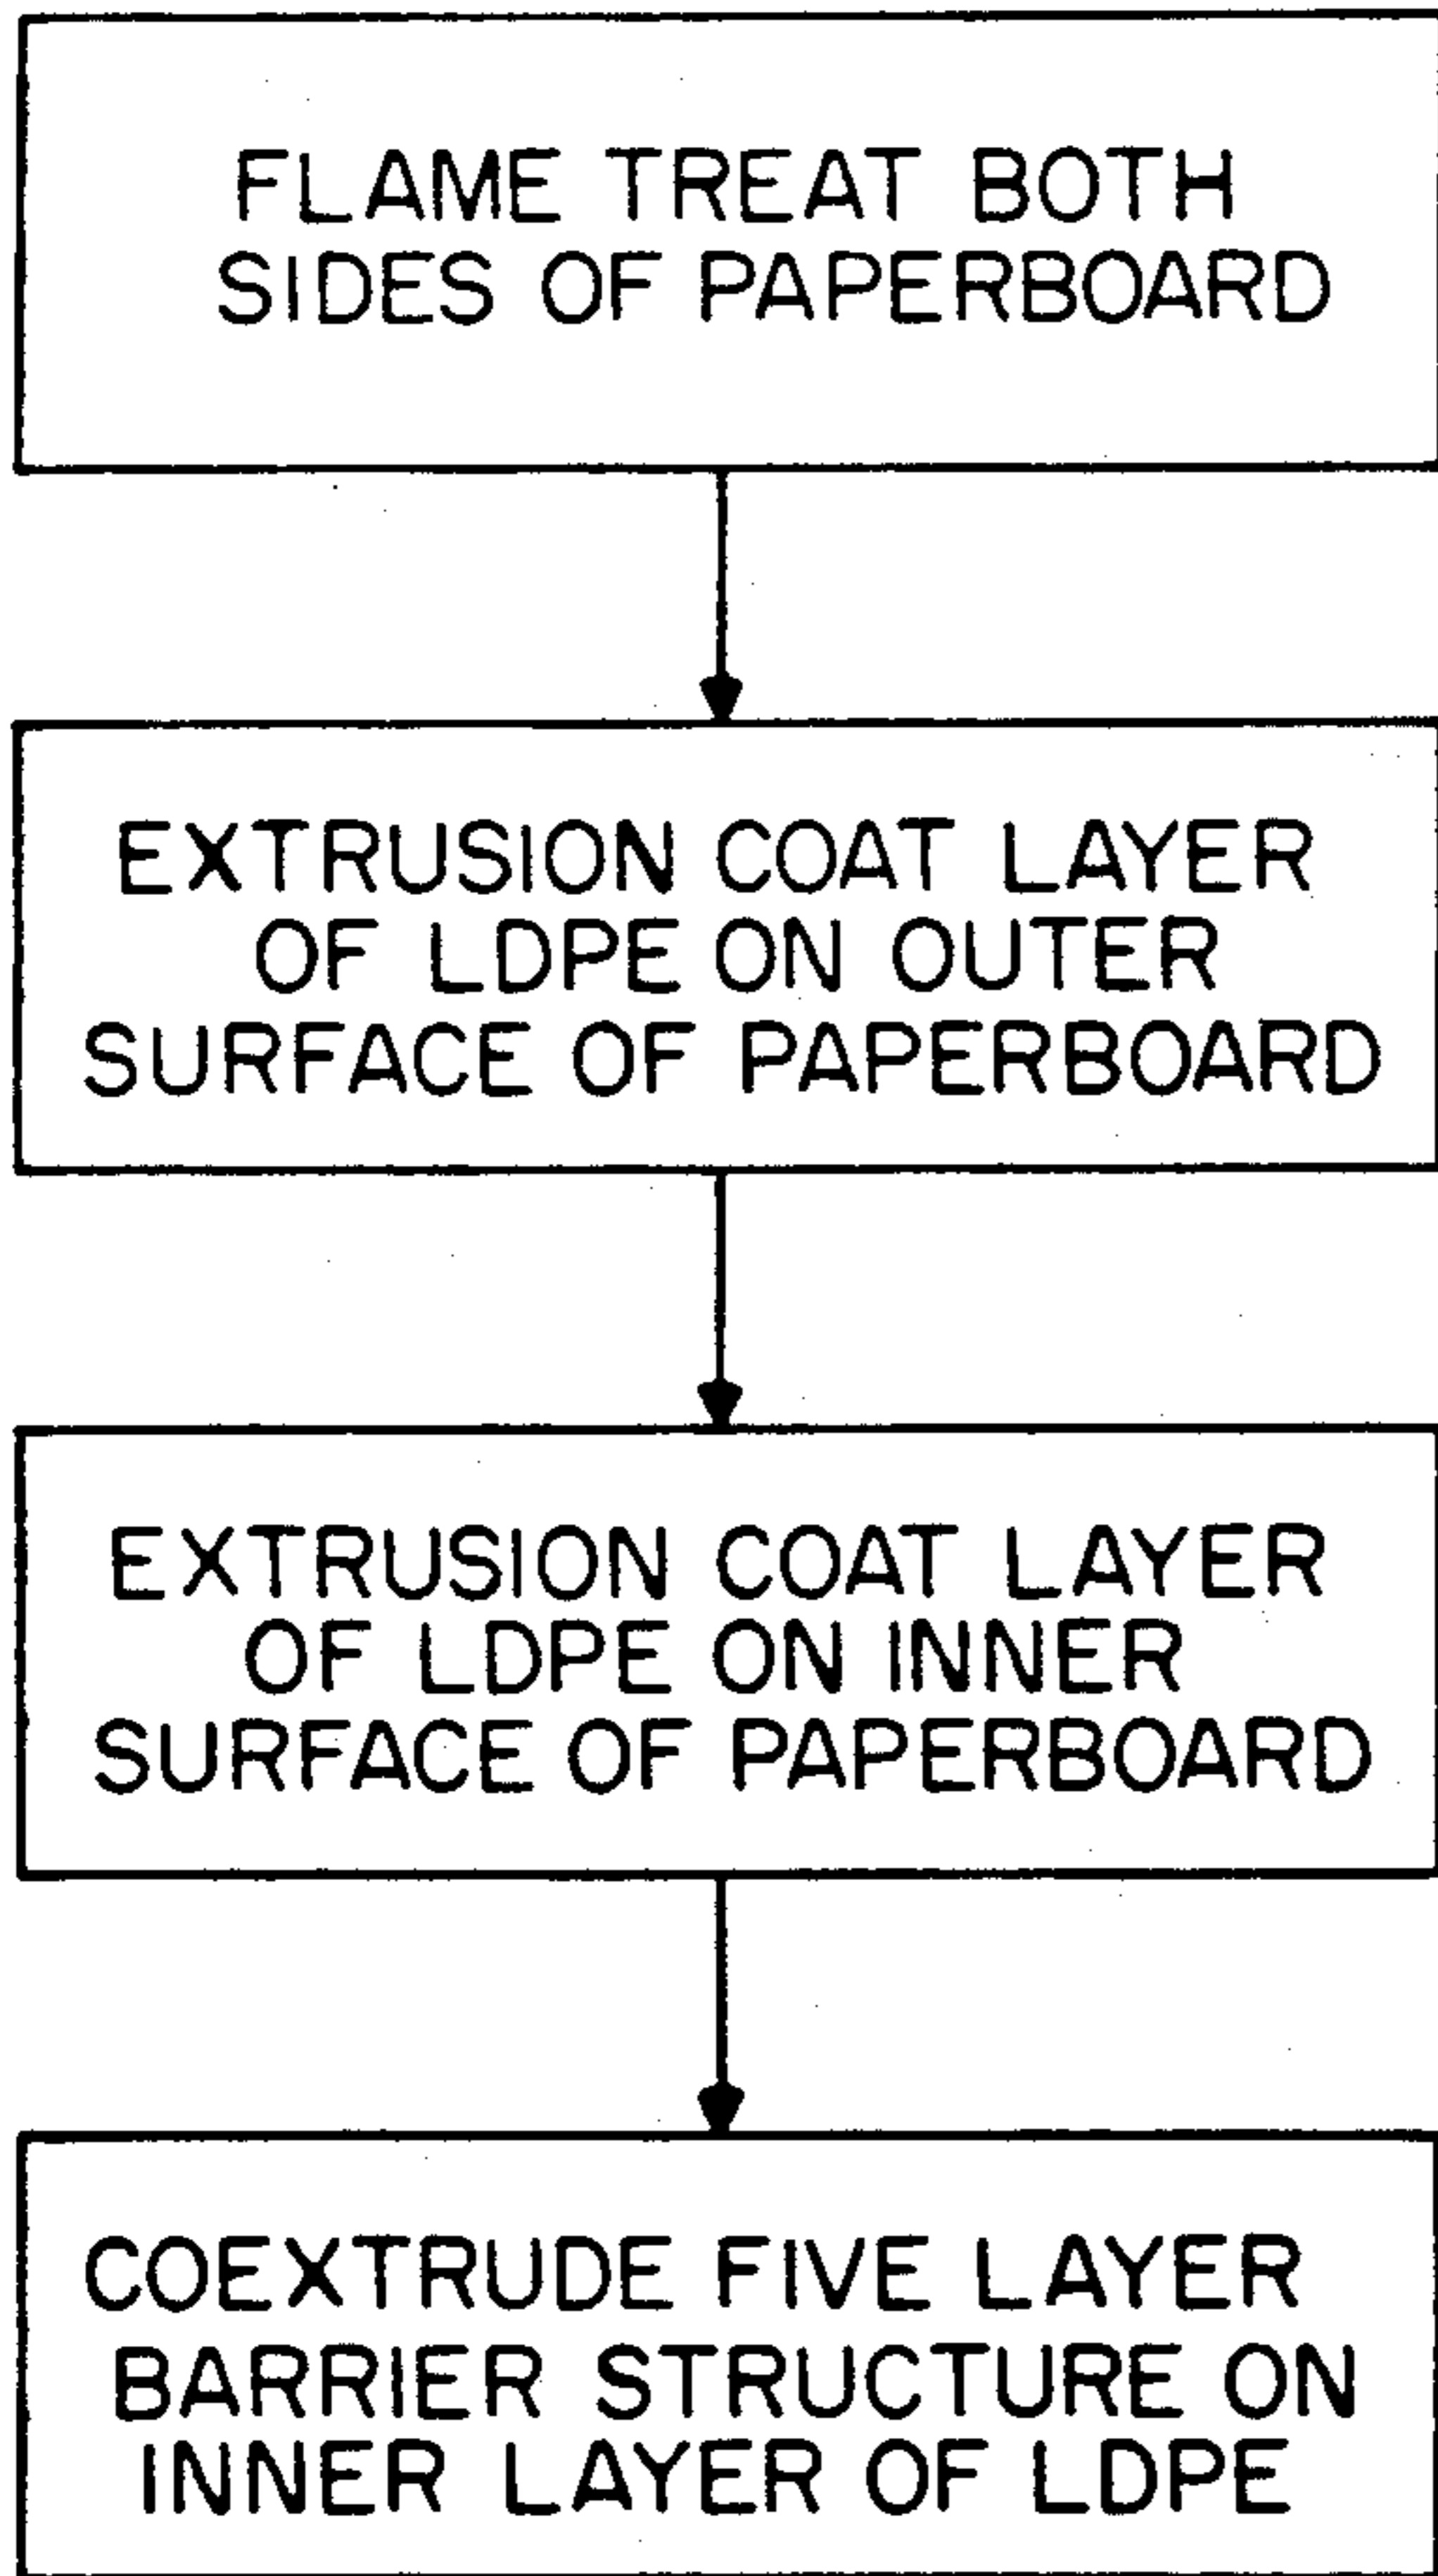 FLAME TREAT BOTH
SIDES OF PAPERBOARD
EXTRUSION COAT LAYER
OF LDPE ON OUTER
SURFACE OF PAPERBOARD
EXTRUSION COAT LAYER
OF LDPE ON INNER
SURFACE OF PAPERBOARD
COEXTRUDE FIVE LAYER
BARRIER STRUCTURE ON
INNER LAYER OF LDPE